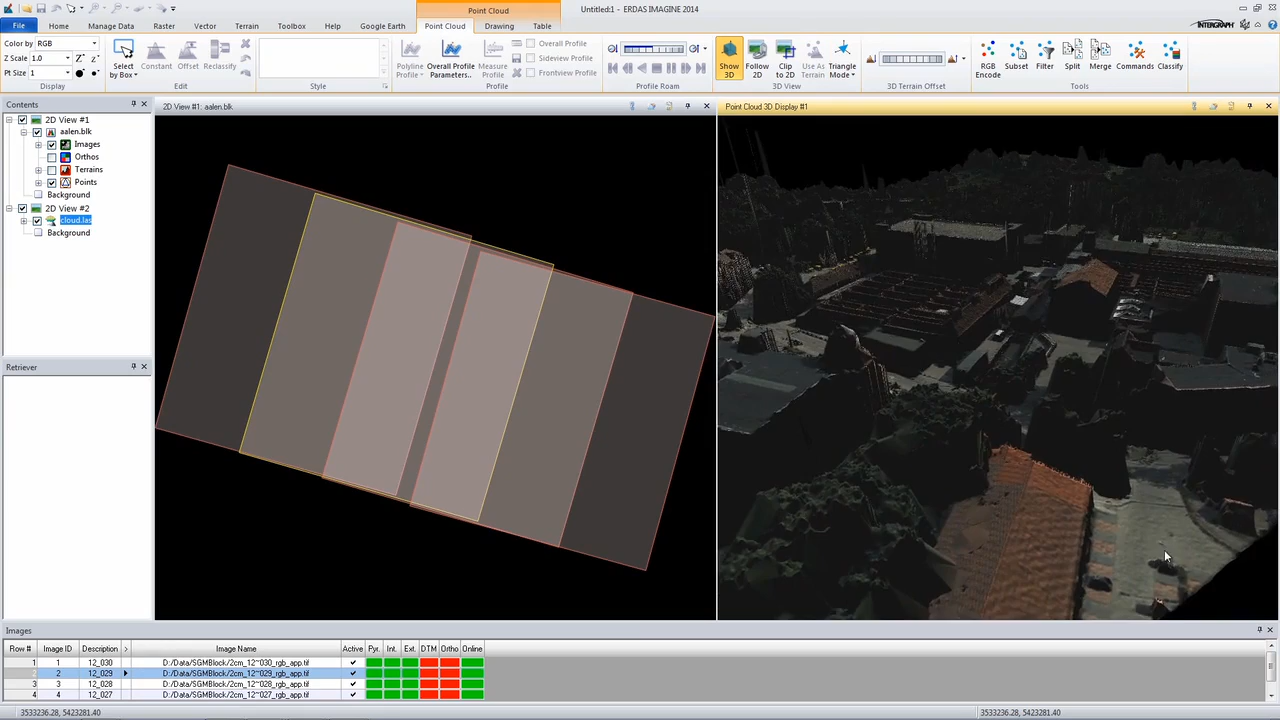 Point Cloud
Untitled:1 - ERDAS IMAGINE 2014
File Home Manage Data Raster Vector Terrain Toolbox Help Google Earth Point Cloud Drawing Table
INTERGRAPH
Color by RGB
Z Scale 1.0
Pt Size 1
Display
Select by Box
Constant
Offset
Reclassify
Edit
Style
Polyline Profile
Overall Profile Parameters..
Measure Profile
Overall Profile
Sideview Profile
Frontview Profile
Profile
Profile Roam
Show 3D
Follow 2D
Clip to 2D
Use As Terrain
Triangle Mode
3D View
3D Terrain Offset
RGB Encode
Subset
Filter
Split
Merge
Commands
Classify
Tools
Contents
2D View #1
aalen.blk
Images
Orthos
Terrains
Points
Background
2D View #2
cloud.las
Background
Retriever
2D View #1: aalen.blk
Point Cloud 3D Display #1
Images
Row # Image ID Description > Image Name Active Pyr. Int. Ext. DTM Ortho Online
1 1 12_030 D:/Data/SGMBlock/2cm_12~030_rgb_app.tif
2 2 12_029 D:/Data/SGMBlock/2cm_12~029_rgb_app.tif
3 3 12_028 D:/Data/SGMBlock/2cm_12~028_rgb_app.tif
4 4 12_027 D:/Data/SGMBlock/2cm_12~027_rgb_app.tif
3533236.28, 5423281.40
3533236.28, 5423281.40